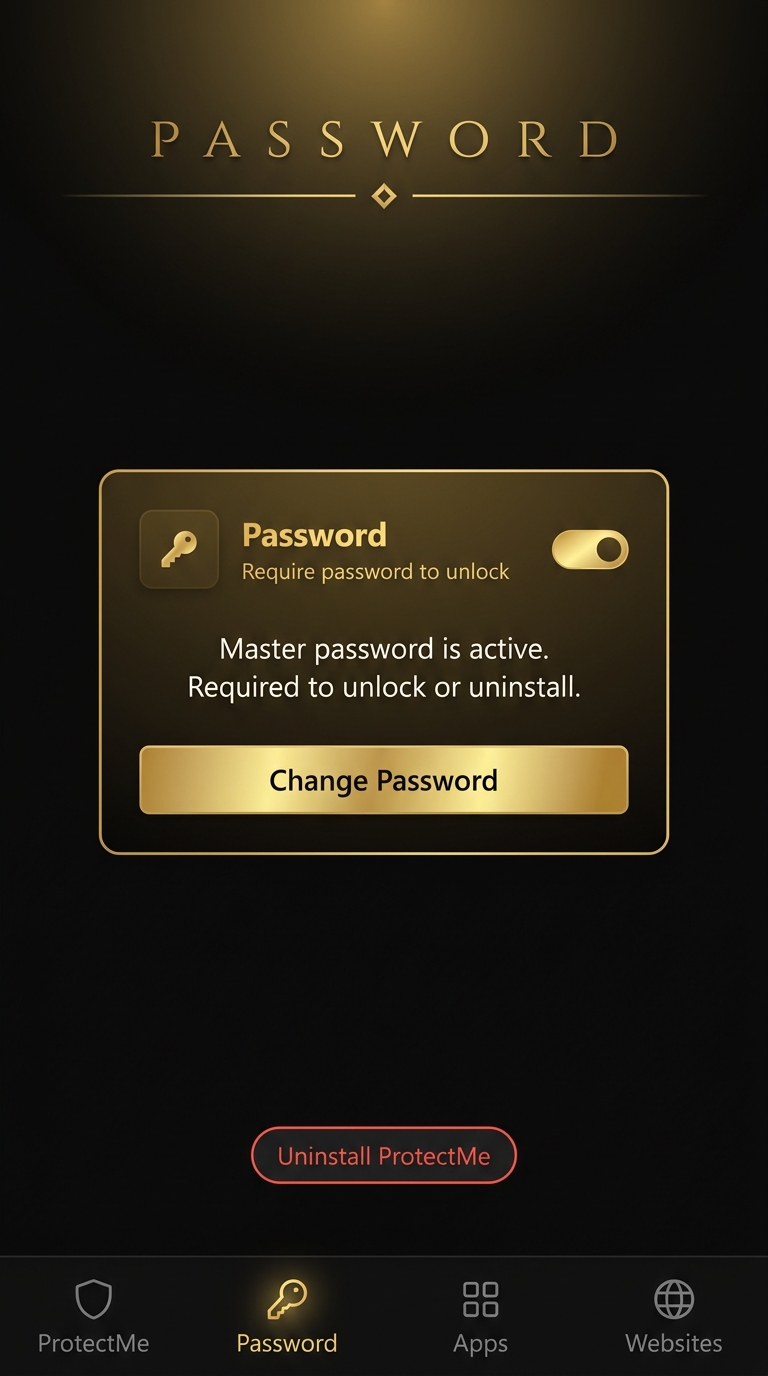 PASSWORD
Password
Require password to unlock
Master password is active.
Required to unlock or uninstall.
Change Password
Uninstall ProtectMe
ProtectMe
Password
Apps
Websites